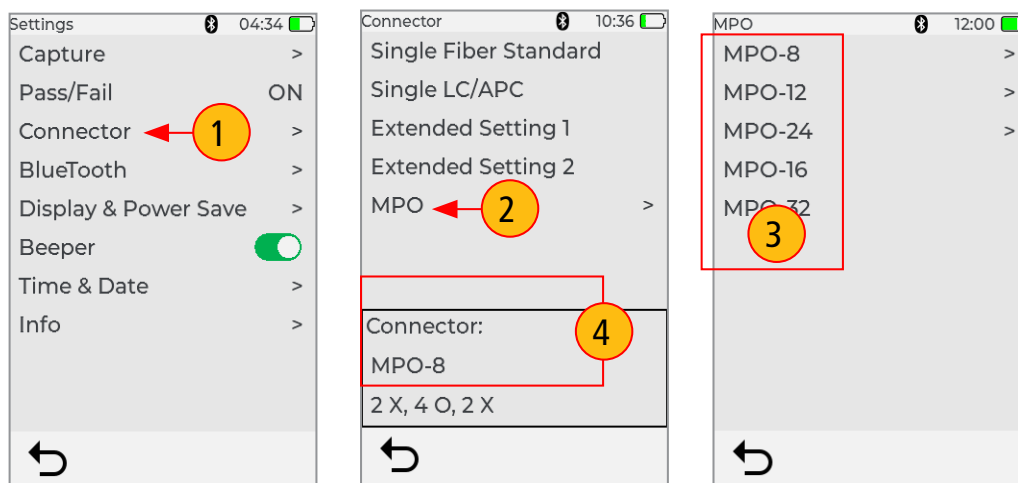 Settings 04:34
Capture >
Pass/Fail ON
Connector 1 >
BlueTooth >
Display & Power Save >
Beeper
Time & Date >
Info >
Connector 10:36
Single Fiber Standard
Single LC/APC
Extended Setting 1
Extended Setting 2
MPO 2 >
Connector: 4
MPO-8
2 X, 4 O, 2 X
MPO 12:00
MPO-8 >
MPO-12 >
MPO-24 >
MPO-16
MPO-32
3